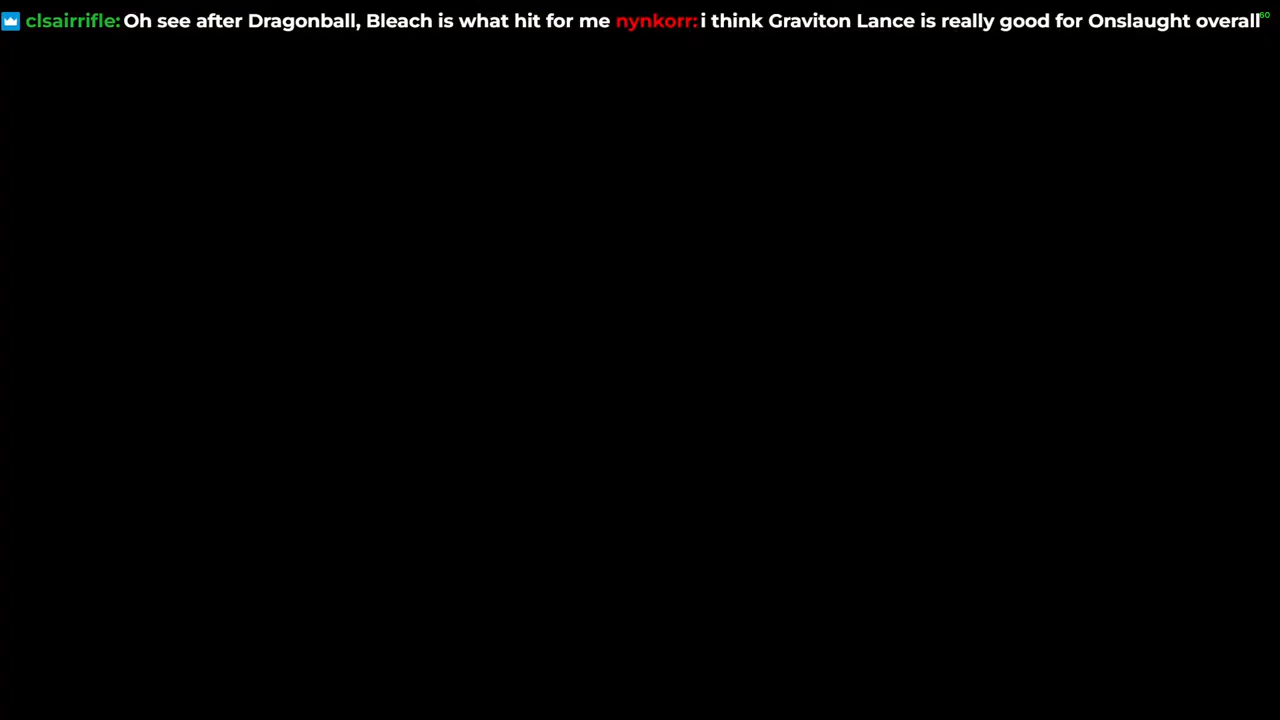 clsairrifle: Oh see after Dragonball, Bleach is what hit for me nynkorr: i think Graviton Lance is really good for Onslaught overall 60